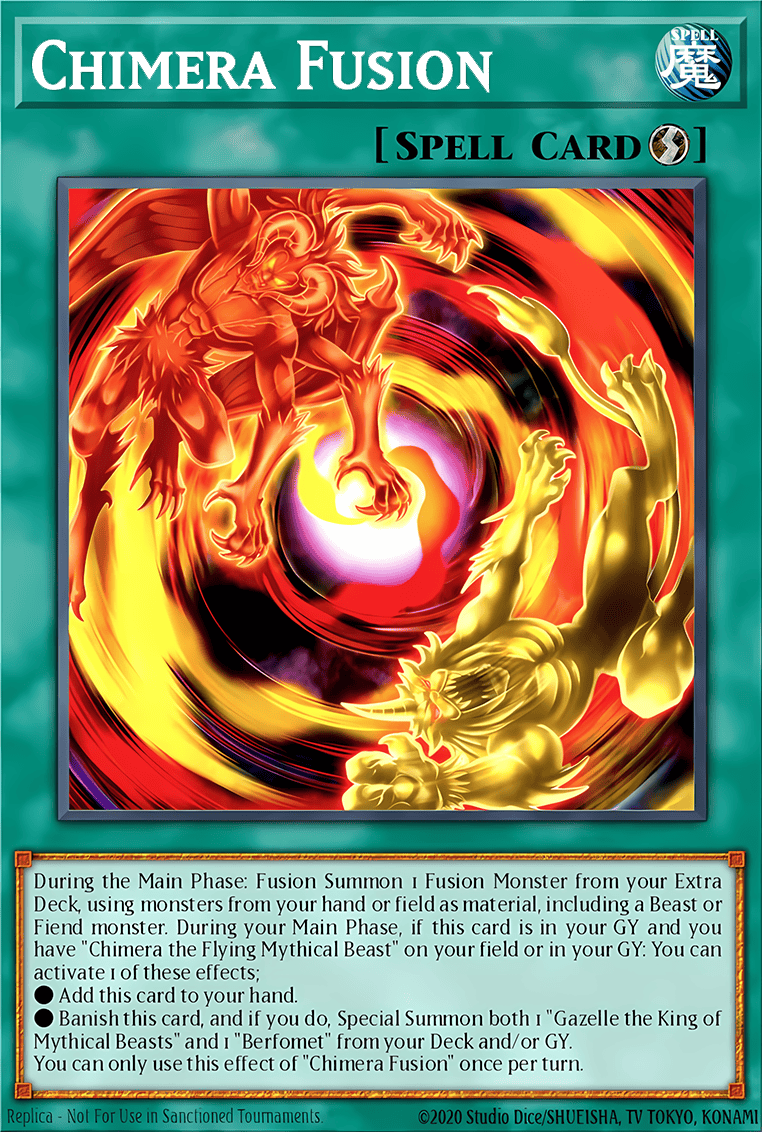 Chimera Fusion
SPELL
魔
[Spell Card]
During the Main Phase: Fusion Summon 1 Fusion Monster from your Extra
Deck, using monsters from your hand or field as material, including a Beast or
Fiend monster. During your Main Phase, if this card is in your GY and you
have "Chimera the Flying Mythical Beast" on your field or in your GY: You can
activate 1 of these effects;
● Add this card to your hand.
● Banish this card, and if you do, Special Summon both 1 "Gazelle the King of
Mythical Beasts" and 1 "Berfomet" from your Deck and/or GY.
You can only use this effect of "Chimera Fusion" once per turn.
Replica - Not For Use in Sanctioned Tournaments.
©2020 Studio Dice/SHUEISHA, TV TOKYO, KONAMI